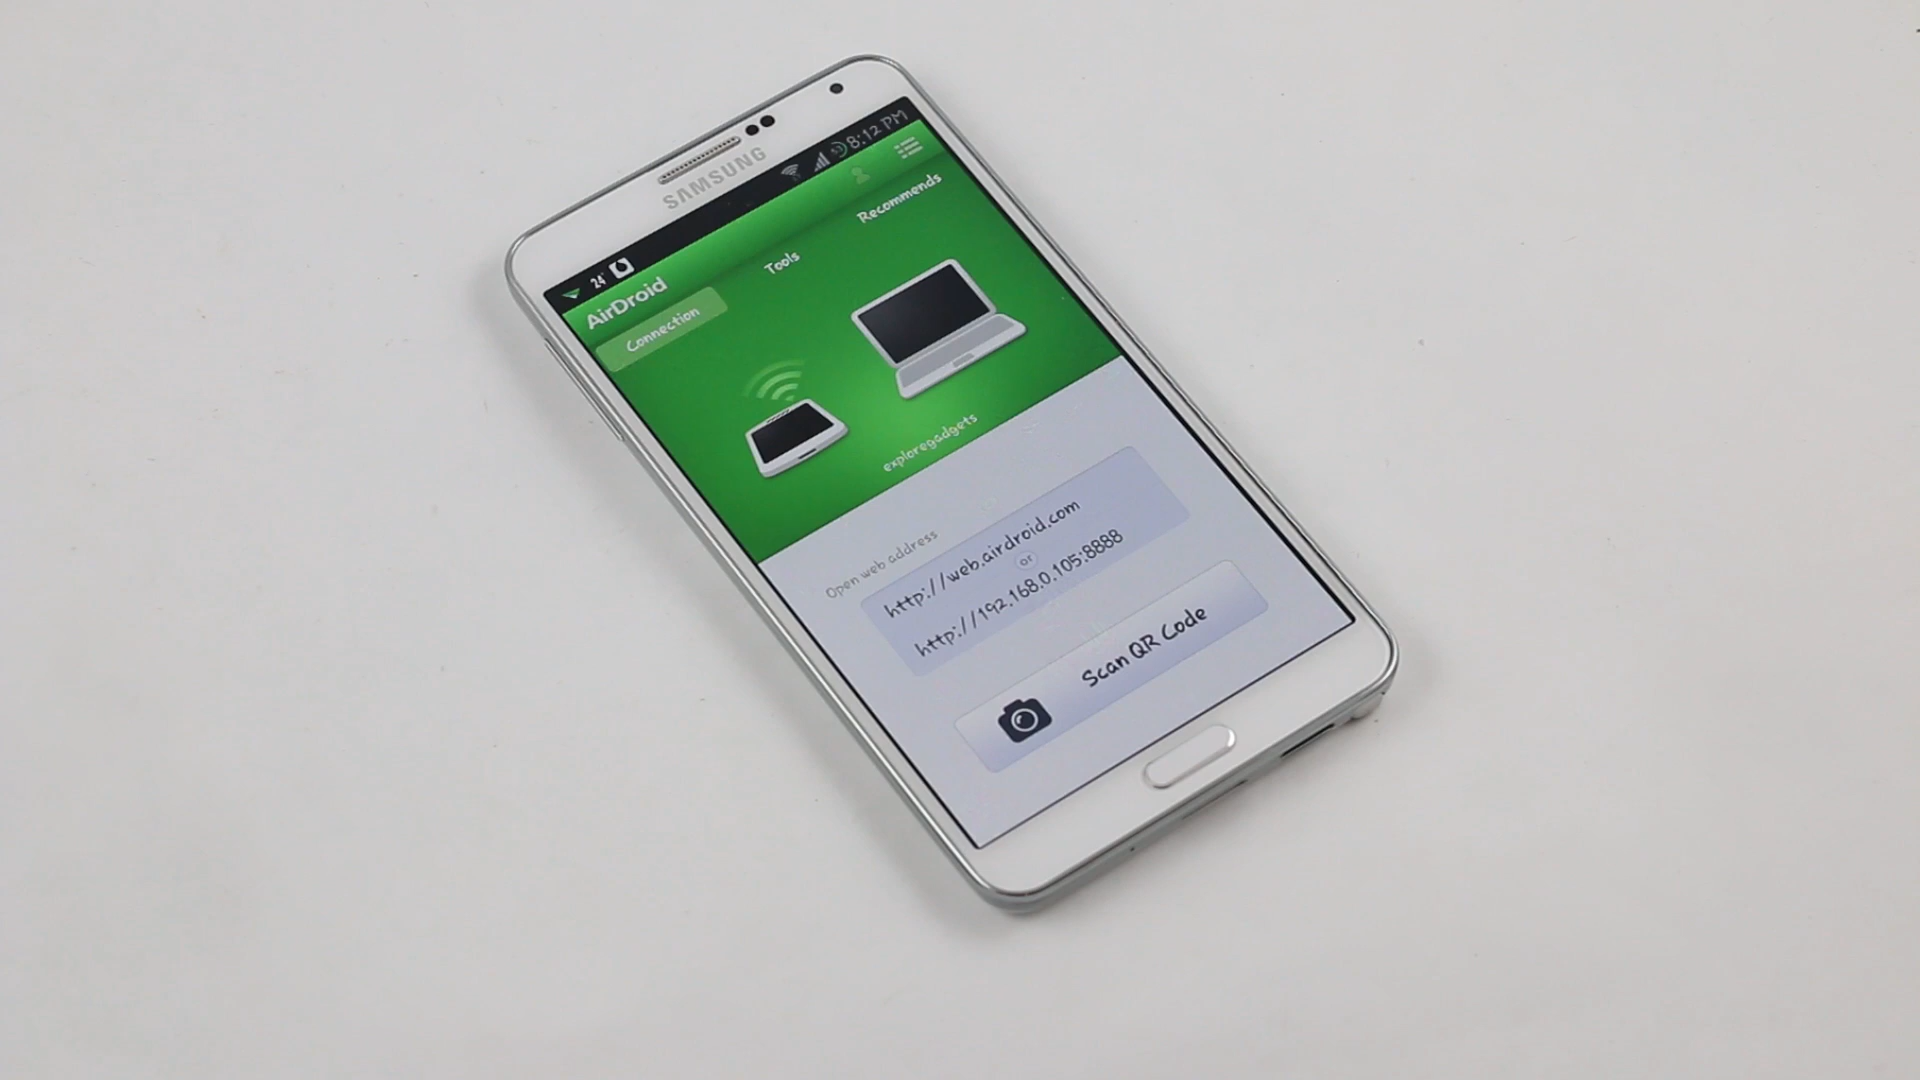 SAMSUNG
24° 8:12 PM
AirDroid
Connection Tools Recommends
exploregadgets
Open web address
http://web.airdroid.com
or
http://192.168.0.105:8888
Scan QR Code